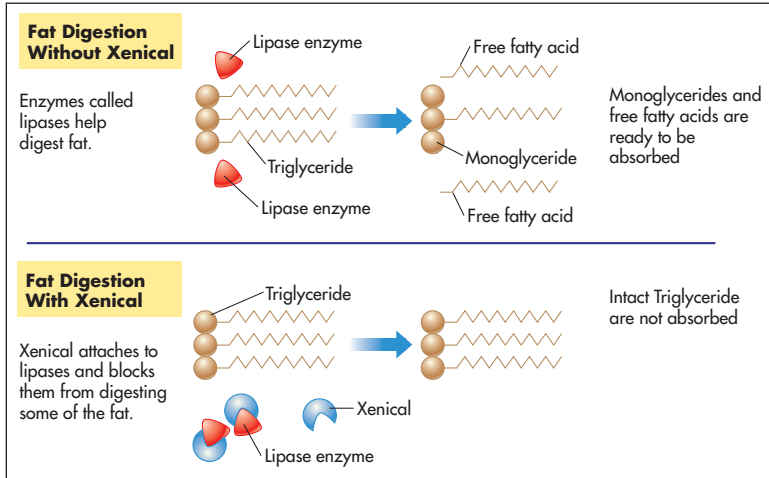 Fat Digestion
Without Xenical
Enzymes called
lipases help
digest fat.
Lipase enzyme
Triglyceride
Lipase enzyme
Free fatty acid
Monoglyceride
Free fatty acid
Monoglycerides and
free fatty acids are
ready to be
absorbed
Fat Digestion
With Xenical
Xenical attaches to
lipases and blocks
them from digesting
some of the fat.
Triglyceride
Xenical
Lipase enzyme
Intact Triglyceride
are not absorbed